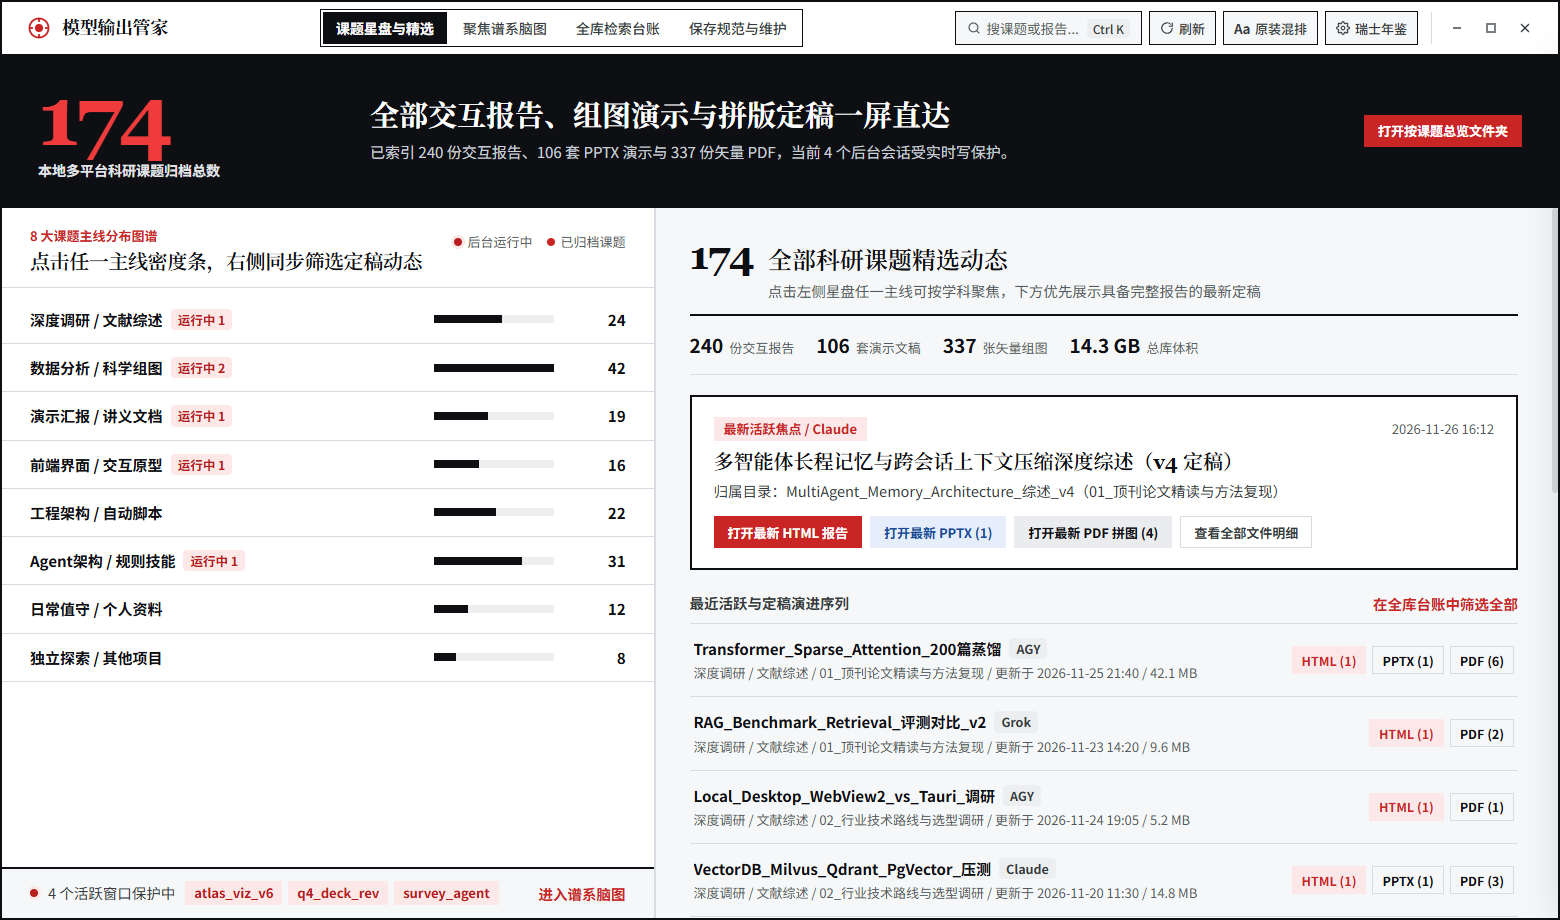 模型输出管家
课题星盘与精选 聚焦谱系脑图 全库检索台账 保存规范与维护
搜课题或报告... Ctrl K 刷新 Aa 原装混排 瑞士年鉴
174
本地多平台科研课题归档总数
全部交互报告、组图演示与拼版定稿一屏直达
已索引 240 份交互报告、106 套 PPTX 演示与 337 份矢量 PDF，当前 4 个后台会话受实时写保护。
打开按课题总览文件夹
8 大课题主线分布图谱
点击任一主线密度条，右侧同步筛选定稿动态
后台运行中 已归档课题
深度调研 / 文献综述 运行中 1 24
数据分析 / 科学组图 运行中 2 42
演示汇报 / 讲义文档 运行中 1 19
前端界面 / 交互原型 运行中 1 16
工程架构 / 自动脚本 22
Agent架构 / 规则技能 运行中 1 31
日常值守 / 个人资料 12
独立探索 / 其他项目 8
4 个活跃窗口保护中 atlas_viz_v6 q4_deck_rev survey_agent 进入谱系脑图
174 全部科研课题精选动态
点击左侧星盘任一主线可按学科聚焦，下方优先展示具备完整报告的最新定稿
240 份交互报告 106 套演示文稿 337 张矢量组图 14.3 GB 总库体积
最新活跃焦点 / Claude 2026-11-26 16:12
多智能体长程记忆与跨会话上下文压缩深度综述（v4 定稿）
归属目录：MultiAgent_Memory_Architecture_综述_v4（01_顶刊论文精读与方法复现）
打开最新 HTML 报告 打开最新 PPTX (1) 打开最新 PDF 拼图 (4) 查看全部文件明细
最近活跃与定稿演进序列 在全库台账中筛选全部
Transformer_Sparse_Attention_200篇蒸馏 AGY
深度调研 / 文献综述 / 01_顶刊论文精读与方法复现 / 更新于 2026-11-25 21:40 / 42.1 MB
HTML (1) PPTX (1) PDF (6)
RAG_Benchmark_Retrieval_评测对比_v2 Grok
深度调研 / 文献综述 / 01_顶刊论文精读与方法复现 / 更新于 2026-11-23 14:20 / 9.6 MB
HTML (1) PDF (2)
Local_Desktop_WebView2_vs_Tauri_调研 AGY
深度调研 / 文献综述 / 02_行业技术路线与选型调研 / 更新于 2026-11-24 19:05 / 5.2 MB
HTML (1) PDF (1)
VectorDB_Milvus_Qdrant_PgVector_压测 Claude
深度调研 / 文献综述 / 02_行业技术路线与选型调研 / 更新于 2026-11-20 11:30 / 14.8 MB
HTML (1) PPTX (1) PDF (3)